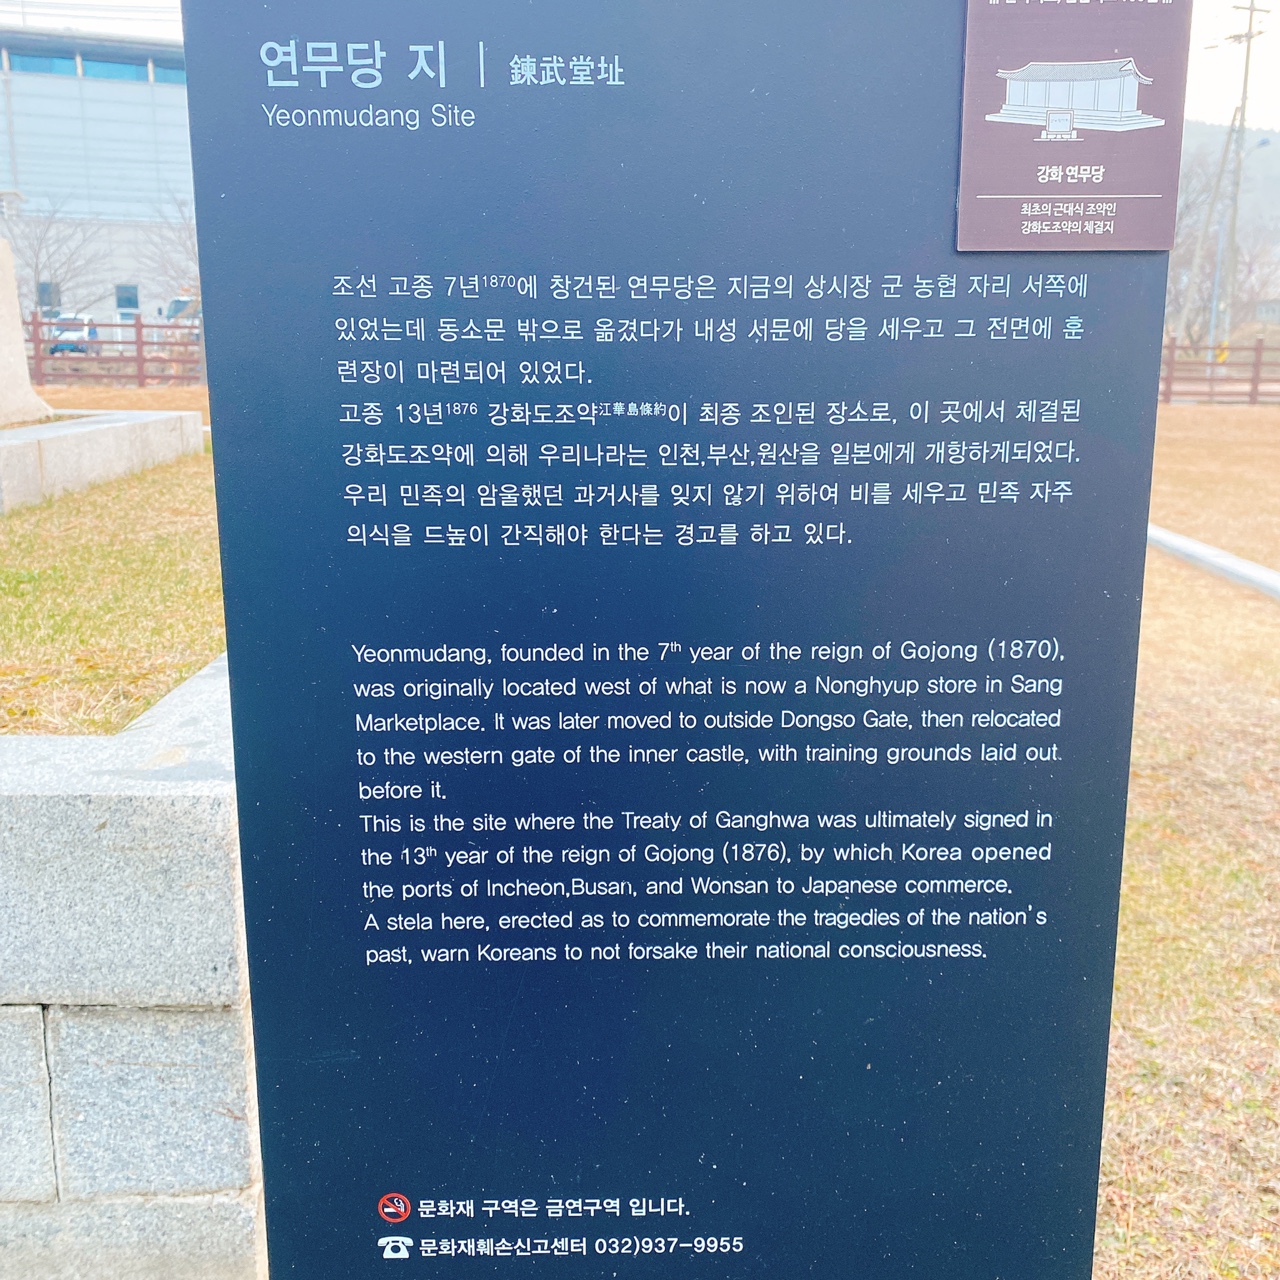 연무당 지 | 鍊武堂址
Yeonmudang Site
강화 연무당
최초의 근대식 조약인
강화도조약의 체결지
조선 고종 7년1870에 창건된 연무당은 지금의 상시장 군 농협 자리 서쪽에
있었는데 동소문 밖으로 옮겼다가 내성 서문에 당을 세우고 그 전면에 훈
련장이 마련되어 있었다.
고종 13년1876 강화도조약江華島條約이 최종 조인된 장소로, 이 곳에서 체결된
강화도조약에 의해 우리나라는 인천,부산,원산을 일본에게 개항하게되었다.
우리 민족의 암울했던 과거사를 잊지 않기 위하여 비를 세우고 민족 자주
의식을 드높이 간직해야 한다는 경고를 하고 있다.
Yeonmudang, founded in the 7th year of the reign of Gojong (1870),
was originally located west of what is now a Nonghyup store in Sang
Marketplace. It was later moved to outside Dongso Gate, then relocated
to the western gate of the inner castle, with training grounds laid out
before it.
This is the site where the Treaty of Ganghwa was ultimately signed in
the 13th year of the reign of Gojong (1876), by which Korea opened
the ports of Incheon,Busan, and Wonsan to Japanese commerce.
A stela here, erected as to commemorate the tragedies of the nation's
past, warn Koreans to not forsake their national consciousness.
문화재 구역은 금연구역 입니다.
문화재훼손신고센터 032)937-9955